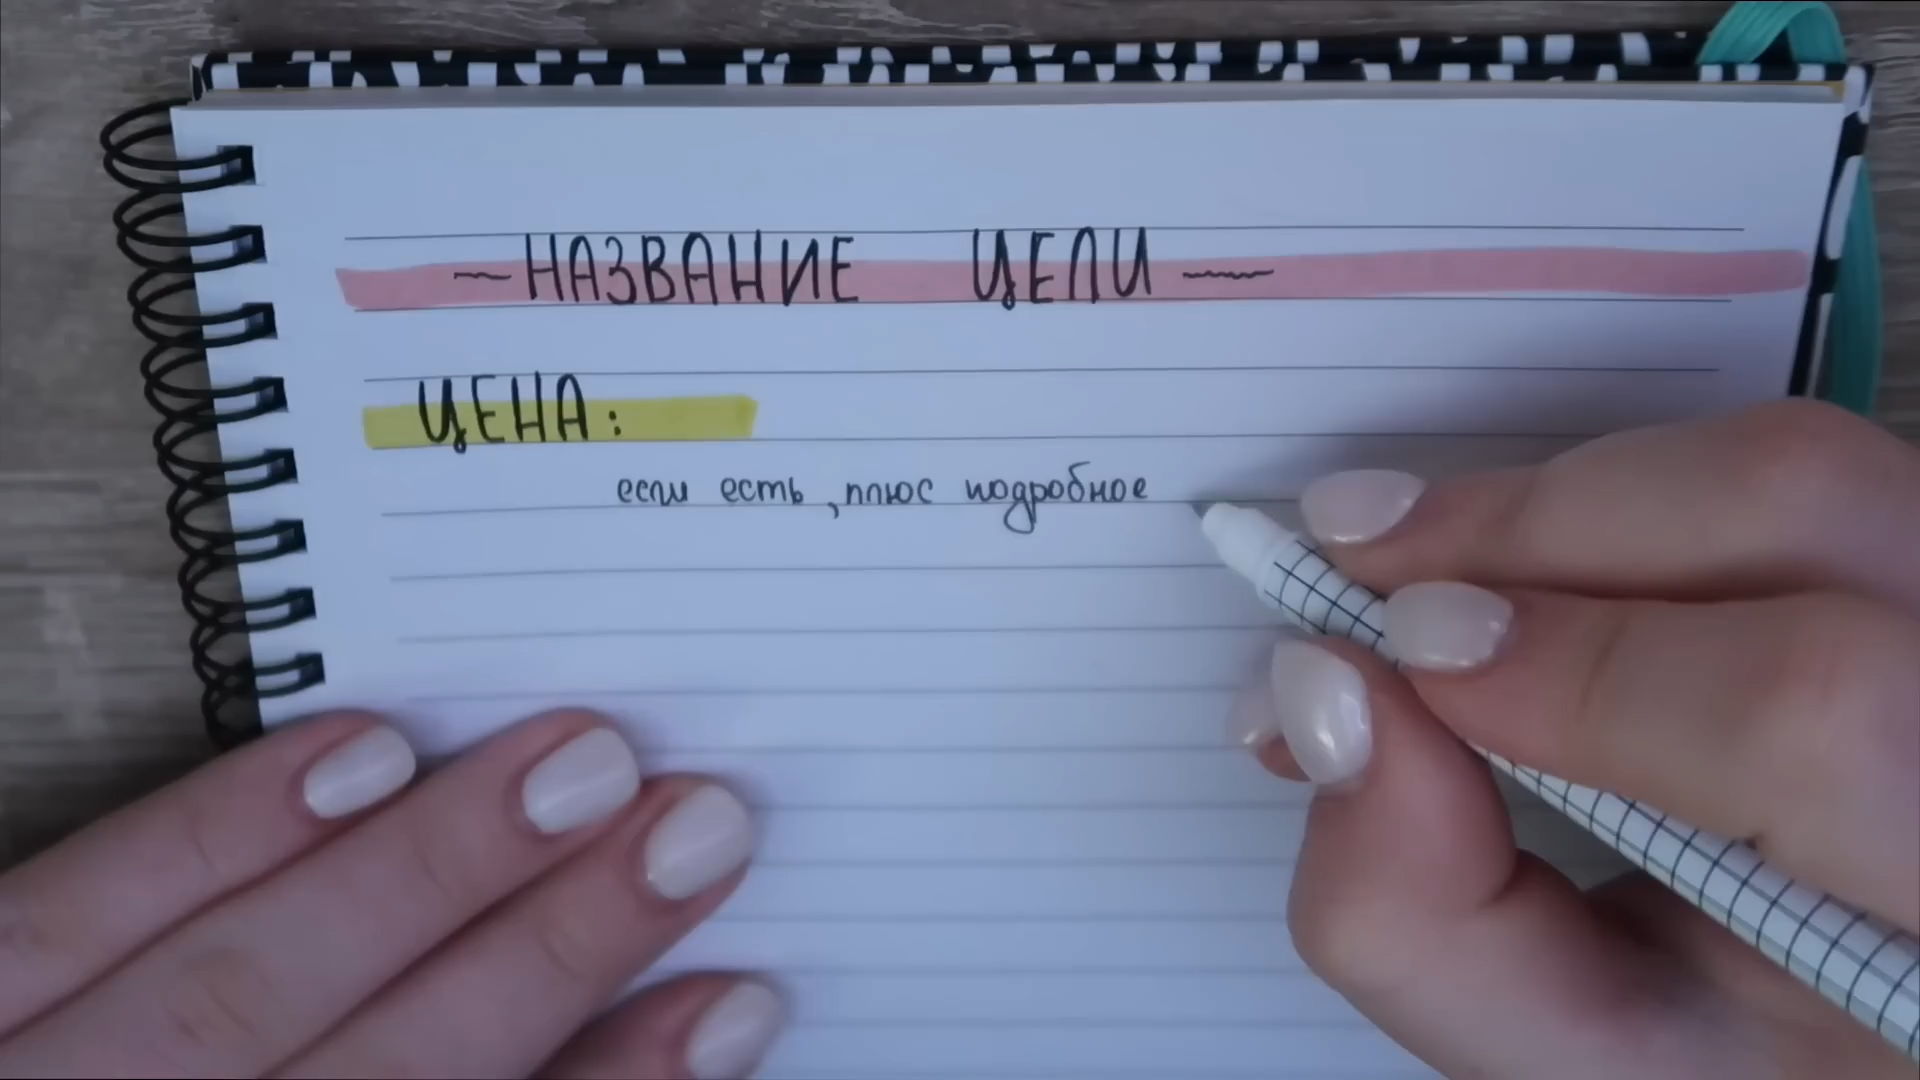 ~НАЗВАНИЕ ЦЕЛИ~
ЦЕНА:
если есть, плюс подробное